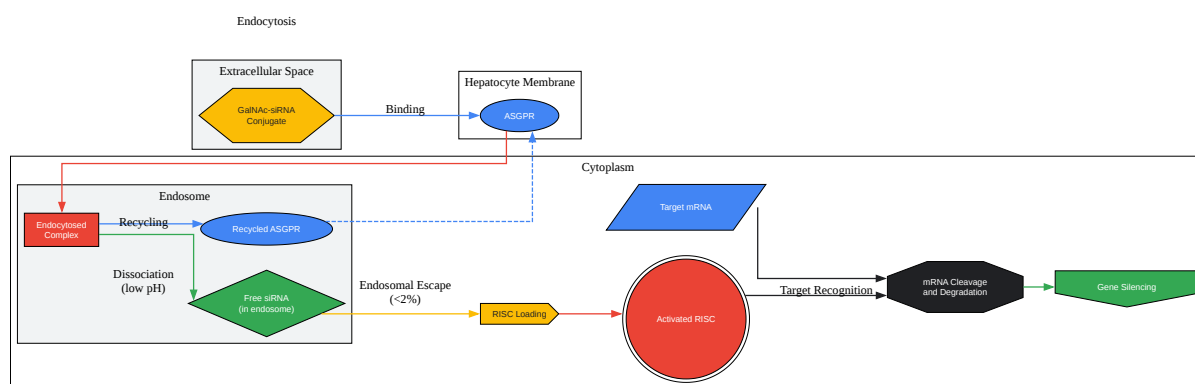 Endocytosis
Extracellular Space
GalNAc-siRNA
Conjugate
Binding
Hepatocyte Membrane
ASGPR
Cytoplasm
Endosome
Endocytosed
Complex
Recycling
Recycled ASGPR
Dissociation
(low pH)
Free siRNA
(in endosome)
Endosomal Escape
(<2%)
RISC Loading
Target mRNA
Activated RISC
Target Recognition
mRNA Cleavage
and Degradation
Gene Silencing